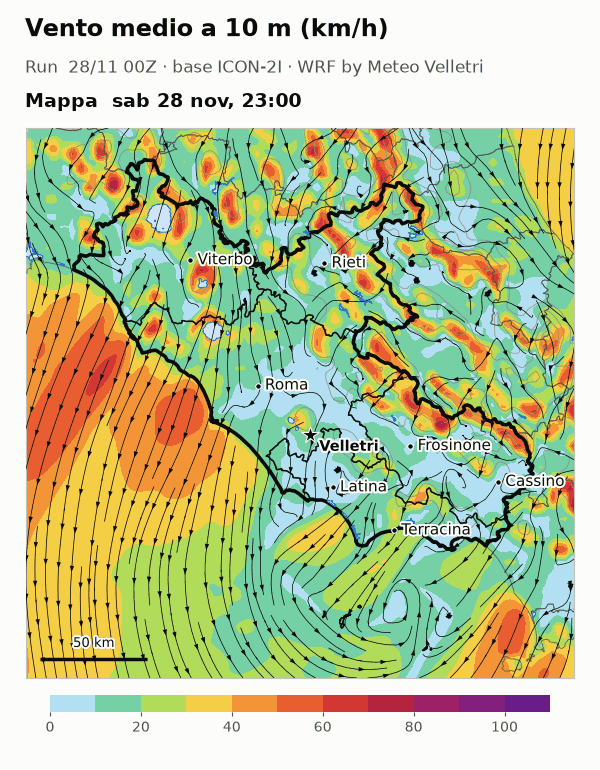 Vento medio a 10 m (km/h)
Run 28/11 00Z · base ICON-2I · WRF by Meteo Velletri
Mappa sab 28 nov, 23:00
Viterbo
Rieti
Roma
Velletri
Frosinone
Latina
Cassino
Terracina
50 km
0 20 40 60 80 100